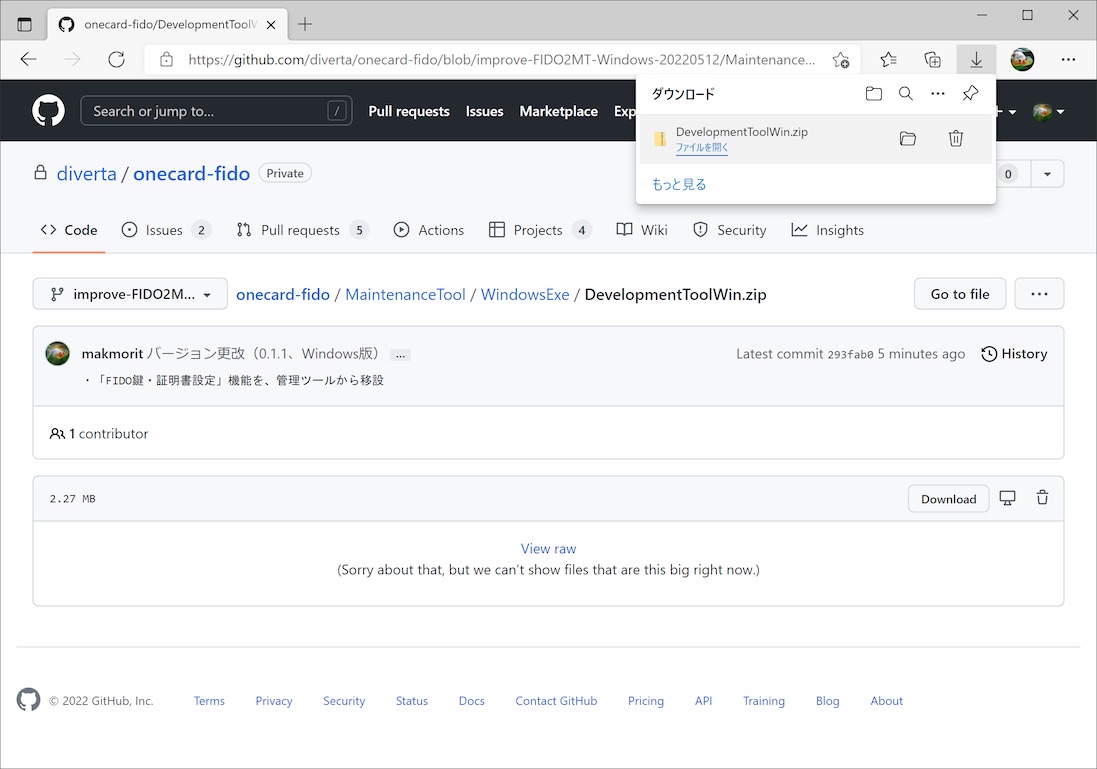 onecard-fido/DevelopmentToolW
https://github.com/diverta/onecard-fido/blob/improve-FIDO2MT-Windows-20220512/Maintenance...
Search or jump to...
/
Pull requests
Issues
Marketplace
Exp
ダウンロード
DevelopmentToolWin.zip
ファイルを開く
もっと見る
diverta / onecard-fido
Private
0
Code
Issues 2
Pull requests 5
Actions
Projects 4
Wiki
Security
Insights
improve-FIDO2M...
onecard-fido / MaintenanceTool / WindowsExe / DevelopmentToolWin.zip
Go to file
...
makmorit バージョン更改（0.1.1、Windows版） ...
Latest commit 293fab0 5 minutes ago
History
・「FIDO鍵・証明書設定」機能を、管理ツールから移設
1 contributor
2.27 MB
Download
View raw
(Sorry about that, but we can't show files that are this big right now.)
© 2022 GitHub, Inc.
Terms
Privacy
Security
Status
Docs
Contact GitHub
Pricing
API
Training
Blog
About